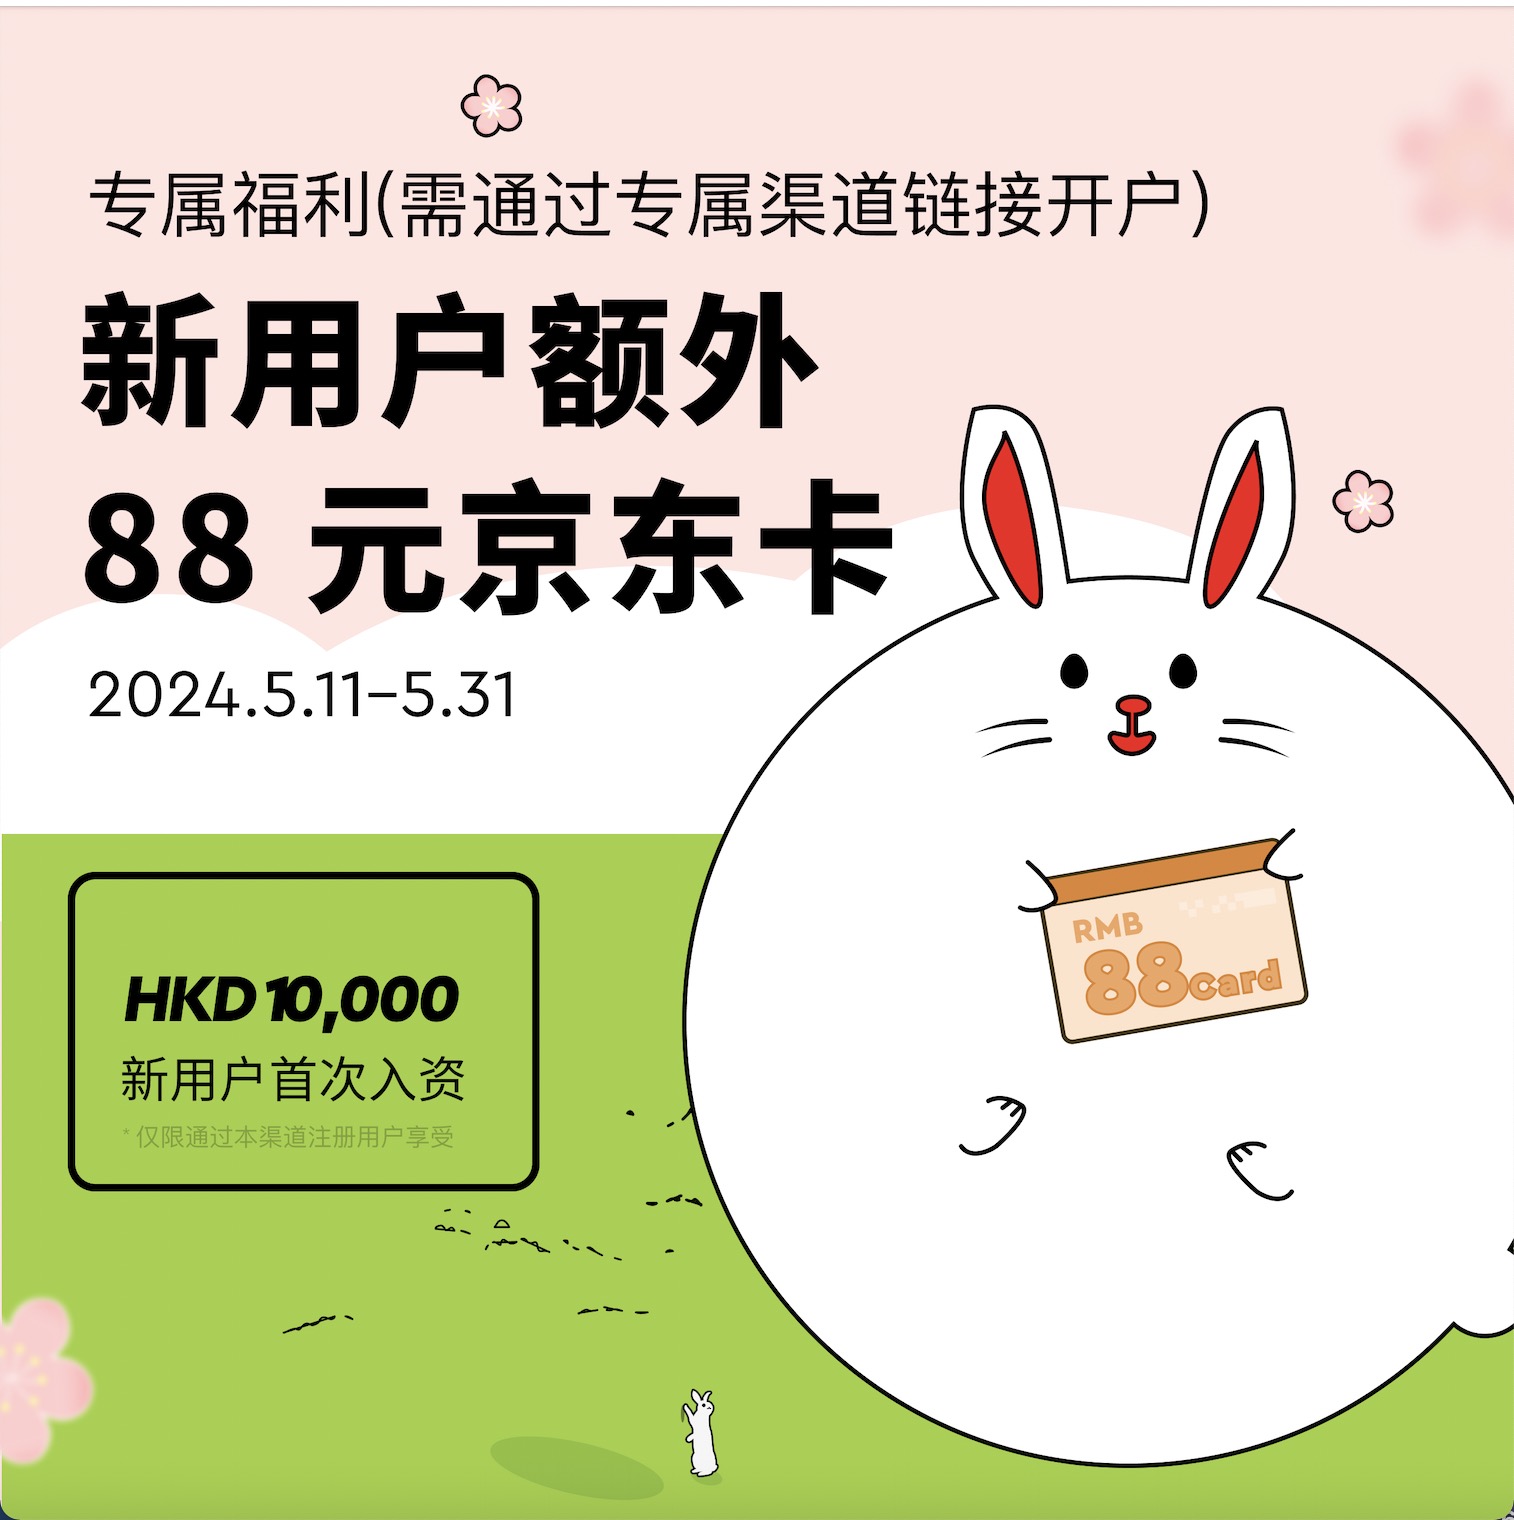 专属福利(需通过专属渠道链接开户)
新用户额外
88 元京东卡
2024.5.11-5.31
RMB
88card
HKD 10,000
新用户首次入资
* 仅限通过本渠道注册用户享受